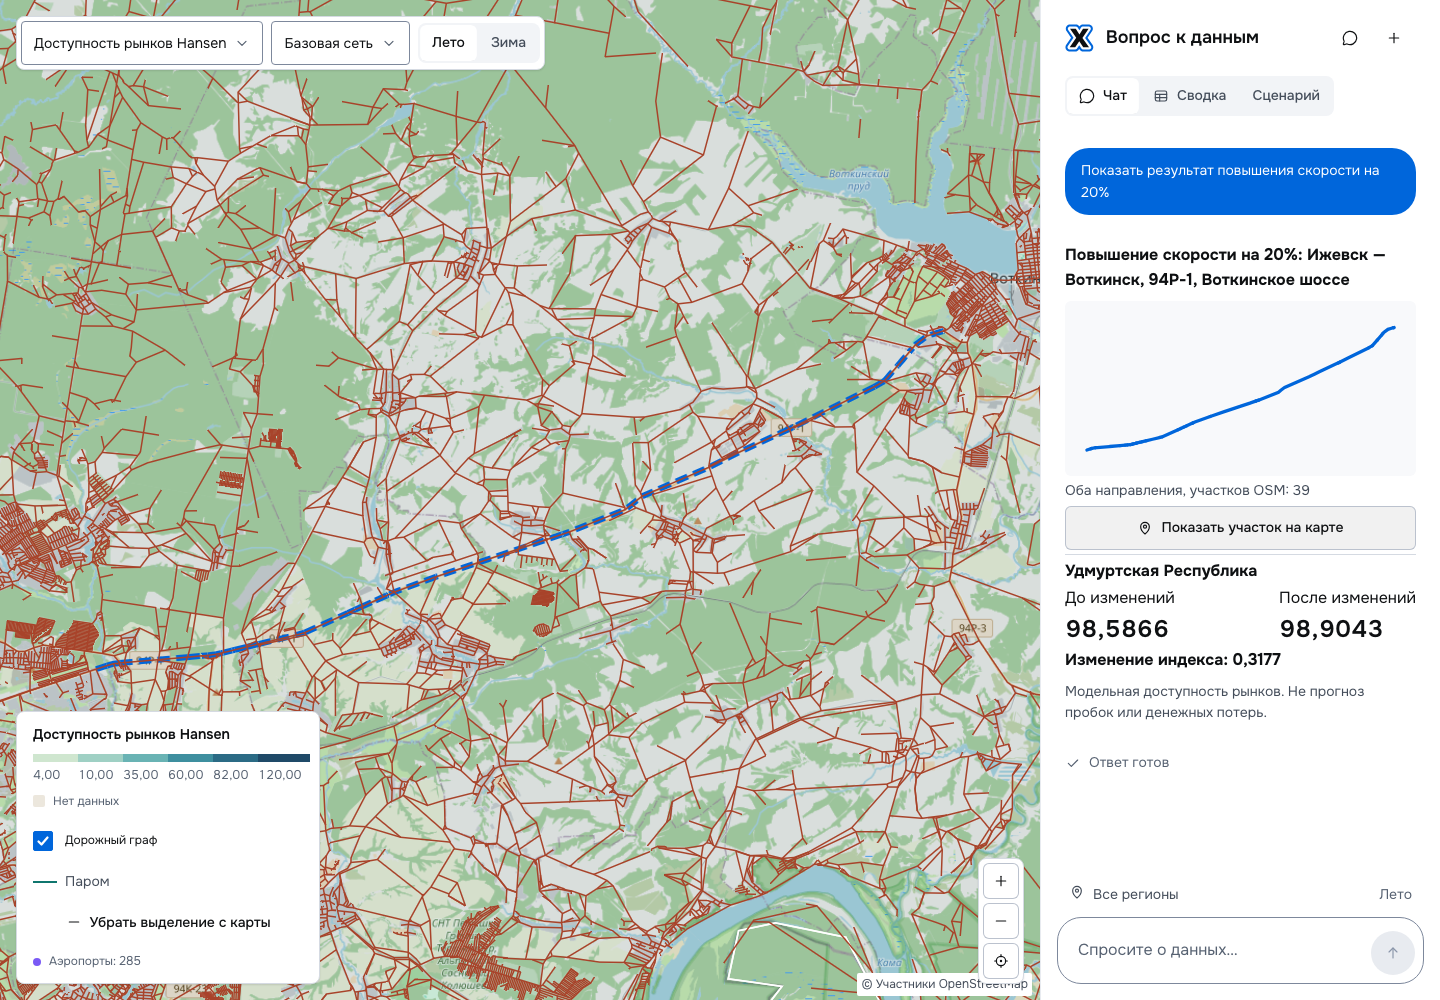 Доступность рынков Hansen
Базовая сеть
Лето
Зима
Воткинский
пруд
94Р-3
Доступность рынков Hansen
4,00
10,00
35,00
60,00
82,00
120,00
Нет данных
Дорожный граф
Паром
Убрать выделение с карты
Аэропорты: 285
Кама
© Участники OpenStreetMap
Вопрос к данным
Чат
Сводка
Сценарий
Показать результат повышения скорости на
20%
Повышение скорости на 20%: Ижевск —
Воткинск, 94Р-1, Воткинское шоссе
Оба направления, участков OSM: 39
Показать участок на карте
Удмуртская Республика
До изменений
После изменений
98,5866
98,9043
Изменение индекса: 0,3177
Модельная доступность рынков. Не прогноз
пробок или денежных потерь.
Ответ готов
Все регионы
Лето
Спросите о данных...